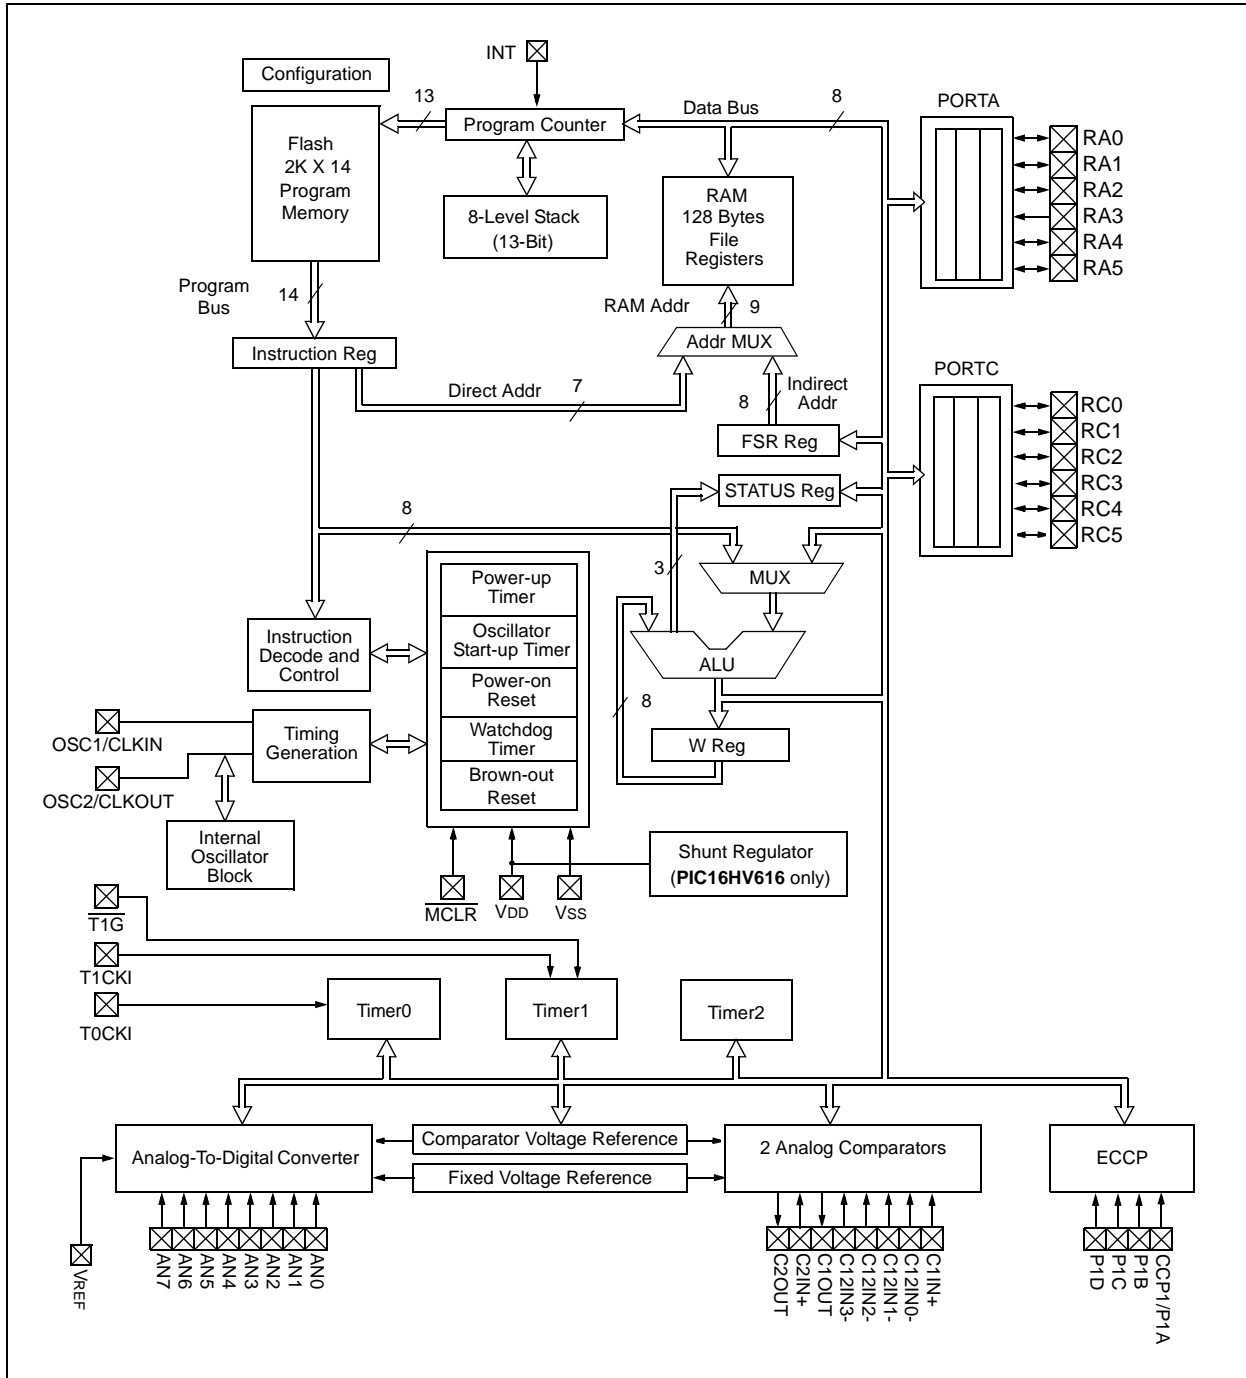 INT
Configuration
13
Data Bus
8
PORTA
Program Counter
Flash
2K X 14
Program
Memory
RA0
RA1
RA2
RA3
RA4
RA5
8-Level Stack
(13-Bit)
RAM
128 Bytes
File
Registers
Program
Bus
14
RAM Addr
9
Addr MUX
Instruction Reg
Direct Addr
7
Indirect
Addr
8
FSR Reg
PORTC
RC0
RC1
RC2
RC3
RC4
RC5
STATUS Reg
8
3
MUX
Power-up
Timer
Oscillator
Start-up Timer
Power-on
Reset
Watchdog
Timer
Brown-out
Reset
Instruction
Decode and
Control
ALU
8
W Reg
OSC1/CLKIN
Timing
Generation
OSC2/CLKOUT
Internal
Oscillator
Block
Shunt Regulator
(PIC16HV616 only)
MCLR
VDD
VSS
T1G
T1CKI
T0CKI
Timer0
Timer1
Timer2
Analog-To-Digital Converter
Comparator Voltage Reference
Fixed Voltage Reference
2 Analog Comparators
ECCP
VREF
AN7
AN6
AN5
AN4
AN3
AN2
AN1
AN0
C2OUT
C2IN+
C1OUT
C12IN3-
C12IN2-
C12IN1-
C12IN0-
C1IN+
P1D
P1C
P1B
CCP1/P1A